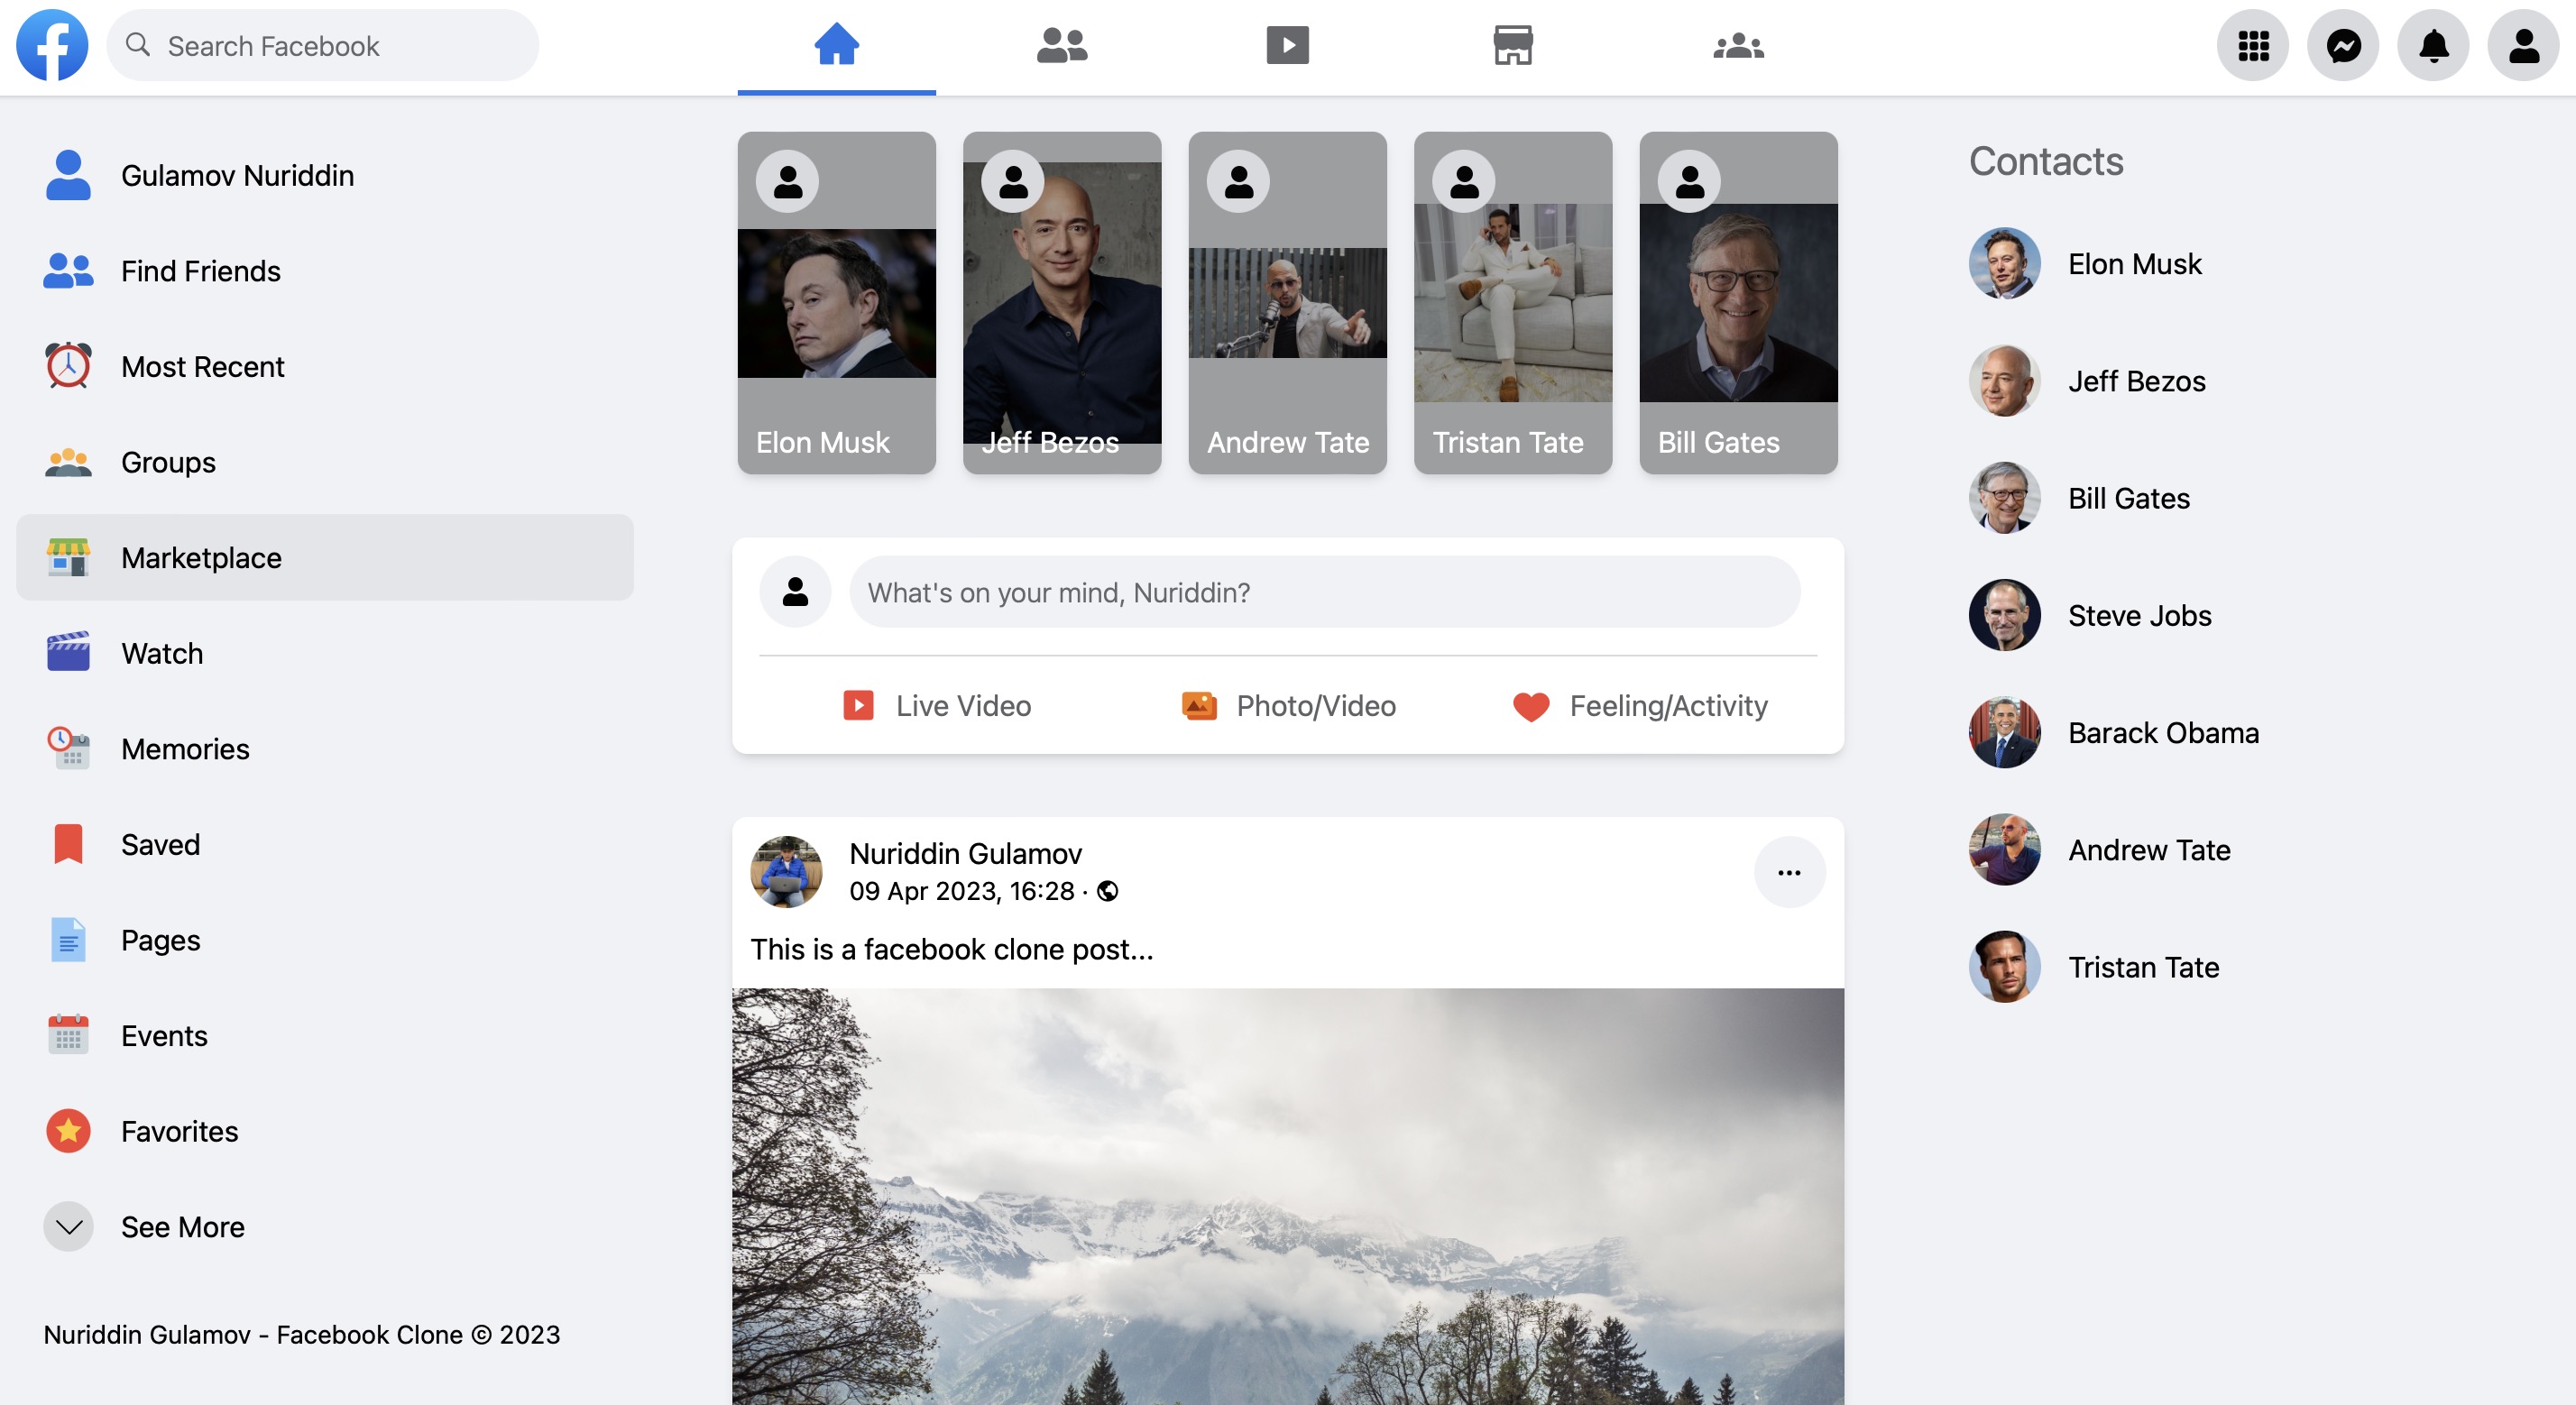 Search Facebook
Gulamov Nuriddin
Find Friends
Most Recent
Groups
Marketplace
Watch
Memories
Saved
Pages
Events
Favorites
See More
Nuriddin Gulamov - Facebook Clone © 2023
Elon Musk
Jeff Bezos
Andrew Tate
Tristan Tate
Bill Gates
What's on your mind, Nuriddin?
Live Video
Photo/Video
Feeling/Activity
Nuriddin Gulamov
09 Apr 2023, 16:28 ·
This is a facebook clone post...
Contacts
Elon Musk
Jeff Bezos
Bill Gates
Steve Jobs
Barack Obama
Andrew Tate
Tristan Tate